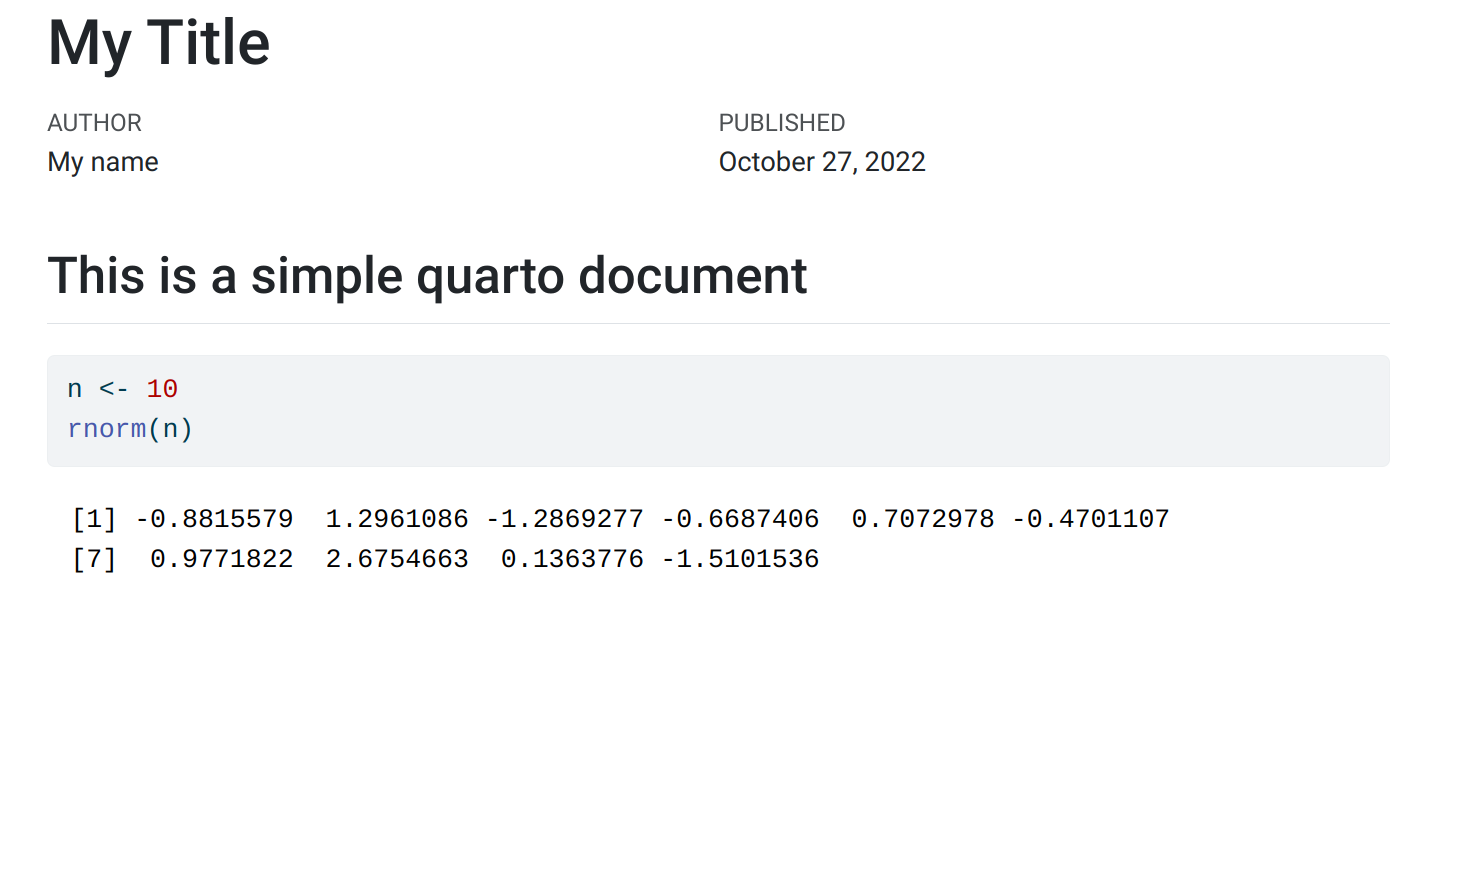 My Title
AUTHOR
My name
PUBLISHED
October 27, 2022
This is a simple quarto document
n <- 10
rnorm(n)
[1] -0.8815579  1.2961086 -1.2869277 -0.6687406  0.7072978 -0.4701107
[7]  0.9771822  2.6754663  0.1363776 -1.5101536